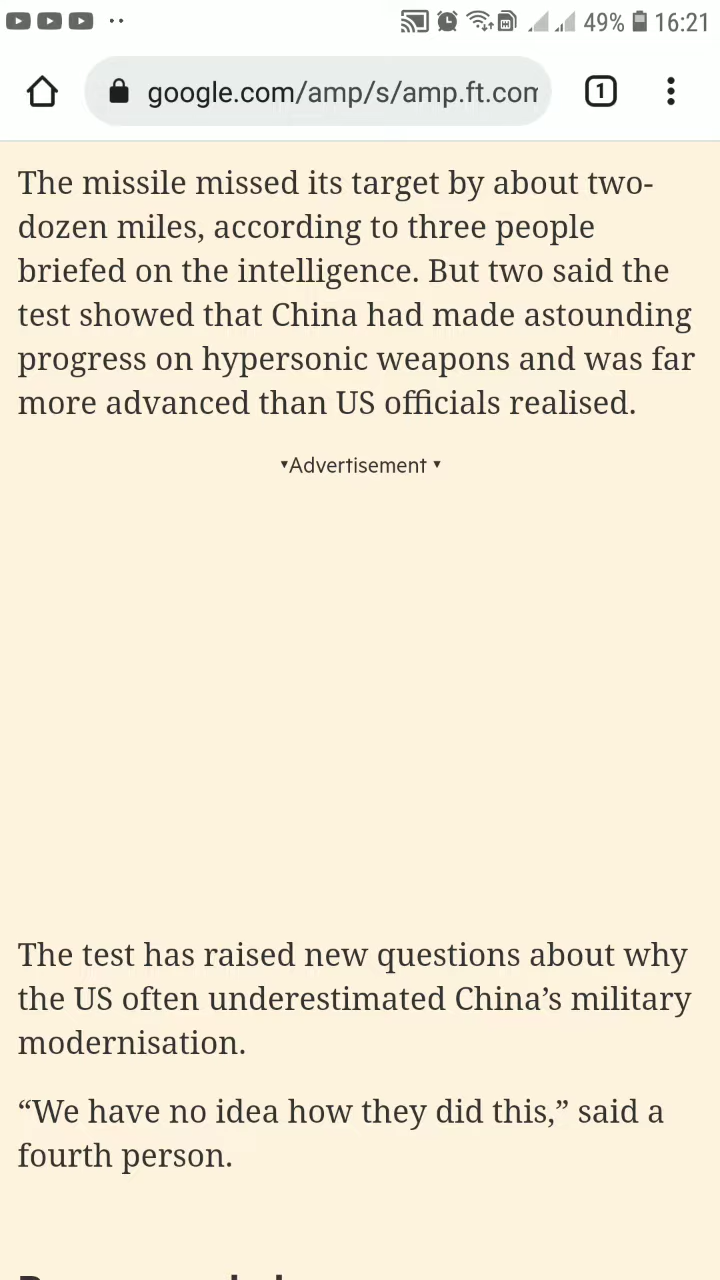 49% 16:21
google.com/amp/s/amp.ft.com
1
The missile missed its target by about two-
dozen miles, according to three people
briefed on the intelligence. But two said the
test showed that China had made astounding
progress on hypersonic weapons and was far
more advanced than US officials realised.
▾Advertisement ▾
The test has raised new questions about why
the US often underestimated China’s military
modernisation.
“We have no idea how they did this,” said a
fourth person.